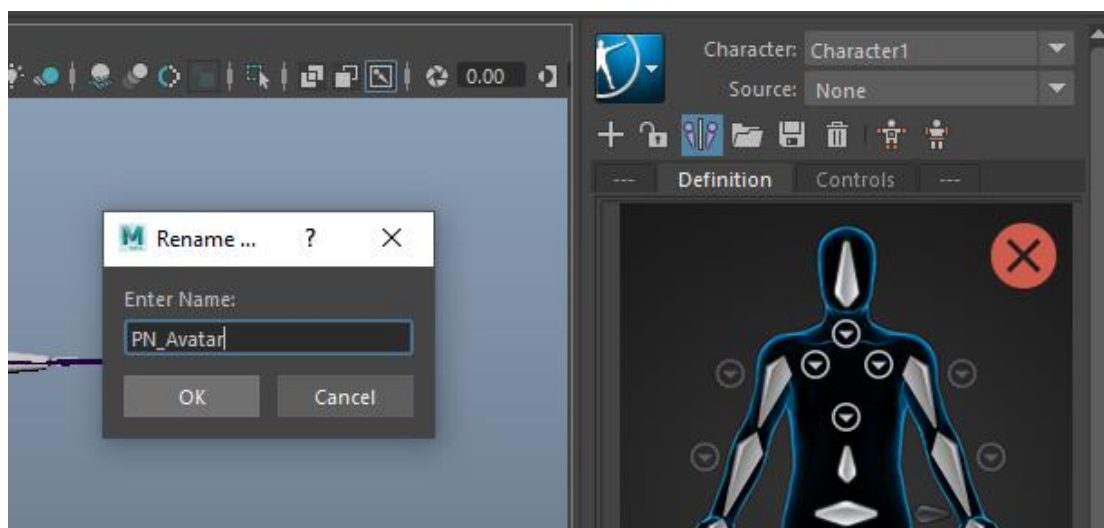 0.00
Character: Character1
Source: None
--- Definition Controls ---
Rename ... ?
Enter Name:
PN_Avatar
OK Cancel